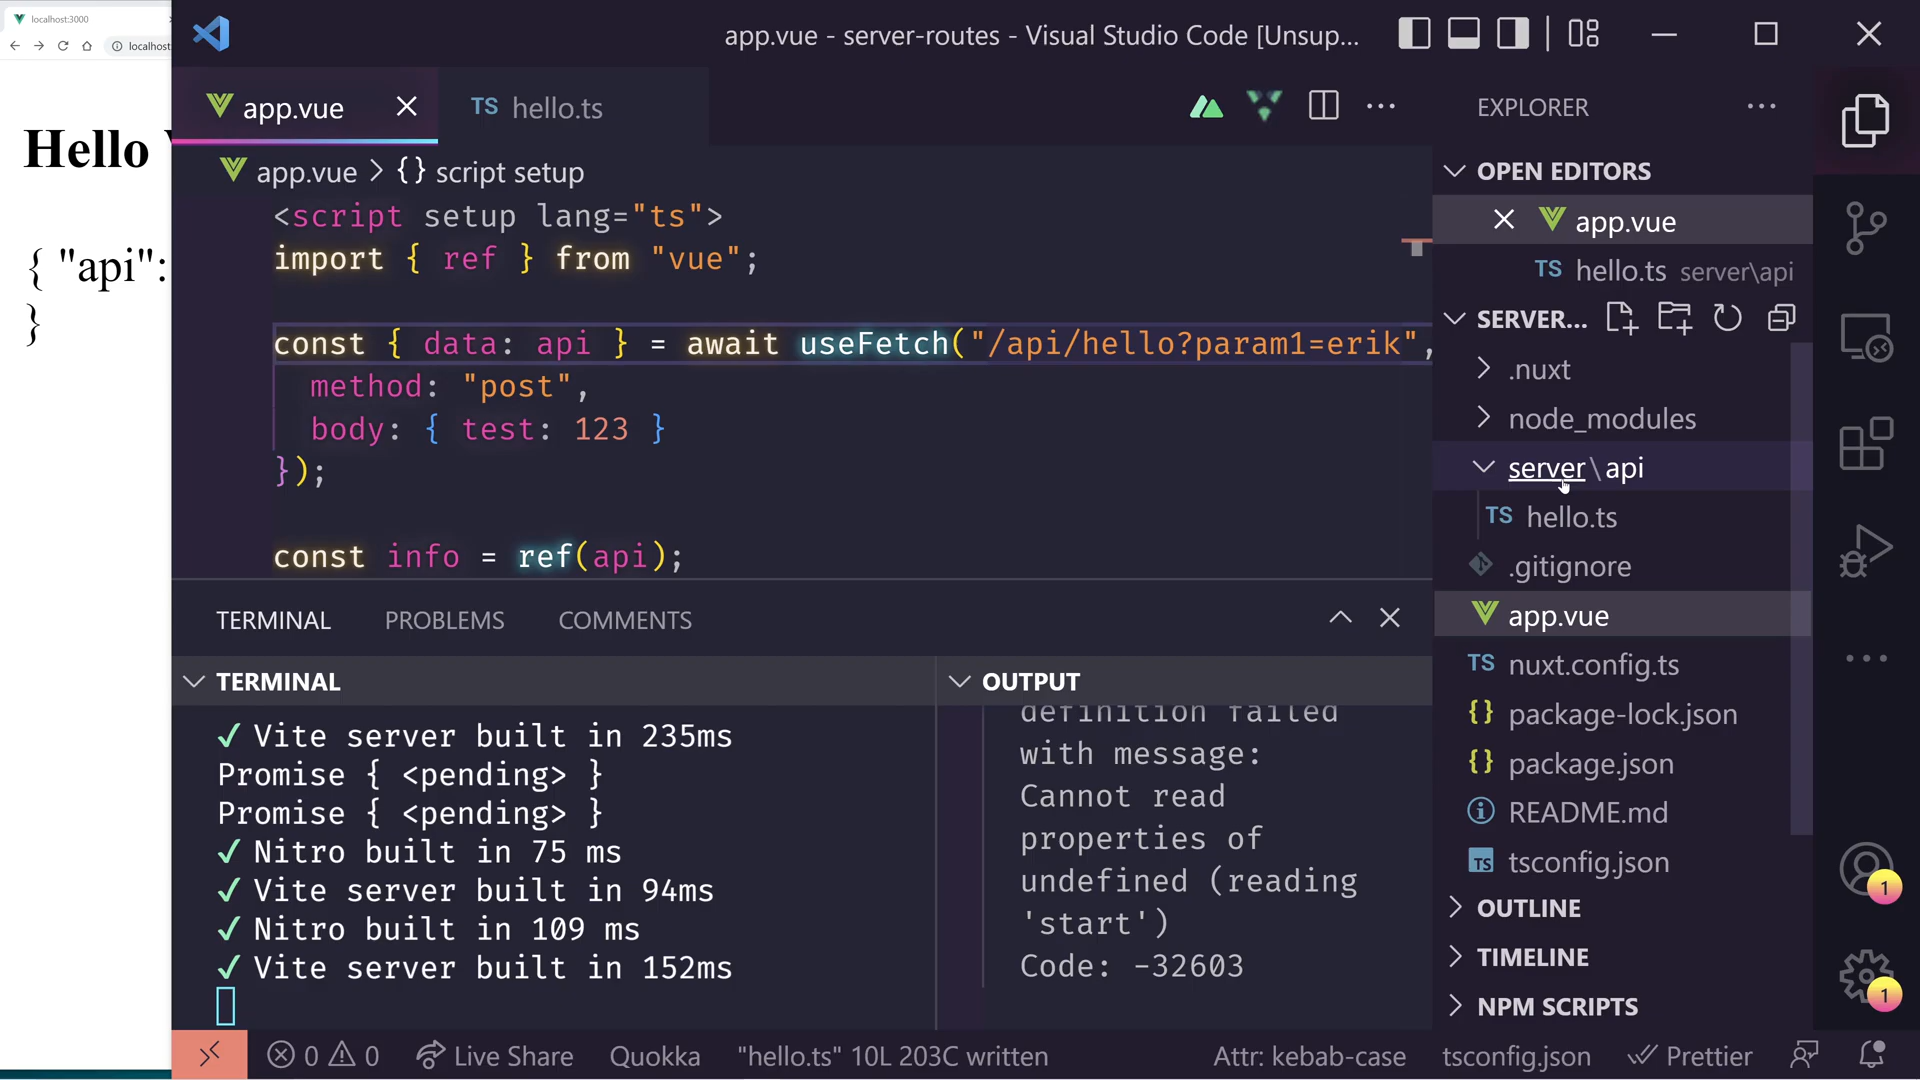 localhost:3000
localhost
Hello
{ "api":
}
app.vue - server-routes - Visual Studio Code [Unsup...
app.vue
TS hello.ts
app.vue > {} script setup
<script setup lang="ts">
import { ref } from "vue";
const { data: api } = await useFetch("/api/hello?param1=erik",
method: "post",
body: { test: 123 }
});
const info = ref(api);
TERMINAL PROBLEMS COMMENTS
TERMINAL
✓ Vite server built in 235ms
Promise { <pending> }
Promise { <pending> }
✓ Nitro built in 75 ms
✓ Vite server built in 94ms
✓ Nitro built in 109 ms
✓ Vite server built in 152ms
OUTPUT
definition failed
with message:
Cannot read
properties of
undefined (reading
'start')
Code: -32603
EXPLORER
OPEN EDITORS
app.vue
TS hello.ts server\api
SERVER...
.nuxt
node_modules
server\api
TS hello.ts
.gitignore
app.vue
TS nuxt.config.ts
{} package-lock.json
{} package.json
README.md
TS tsconfig.json
OUTLINE
TIMELINE
NPM SCRIPTS
1
1
0 0 Live Share Quokka "hello.ts" 10L 203C written Attr: kebab-case tsconfig.json Prettier